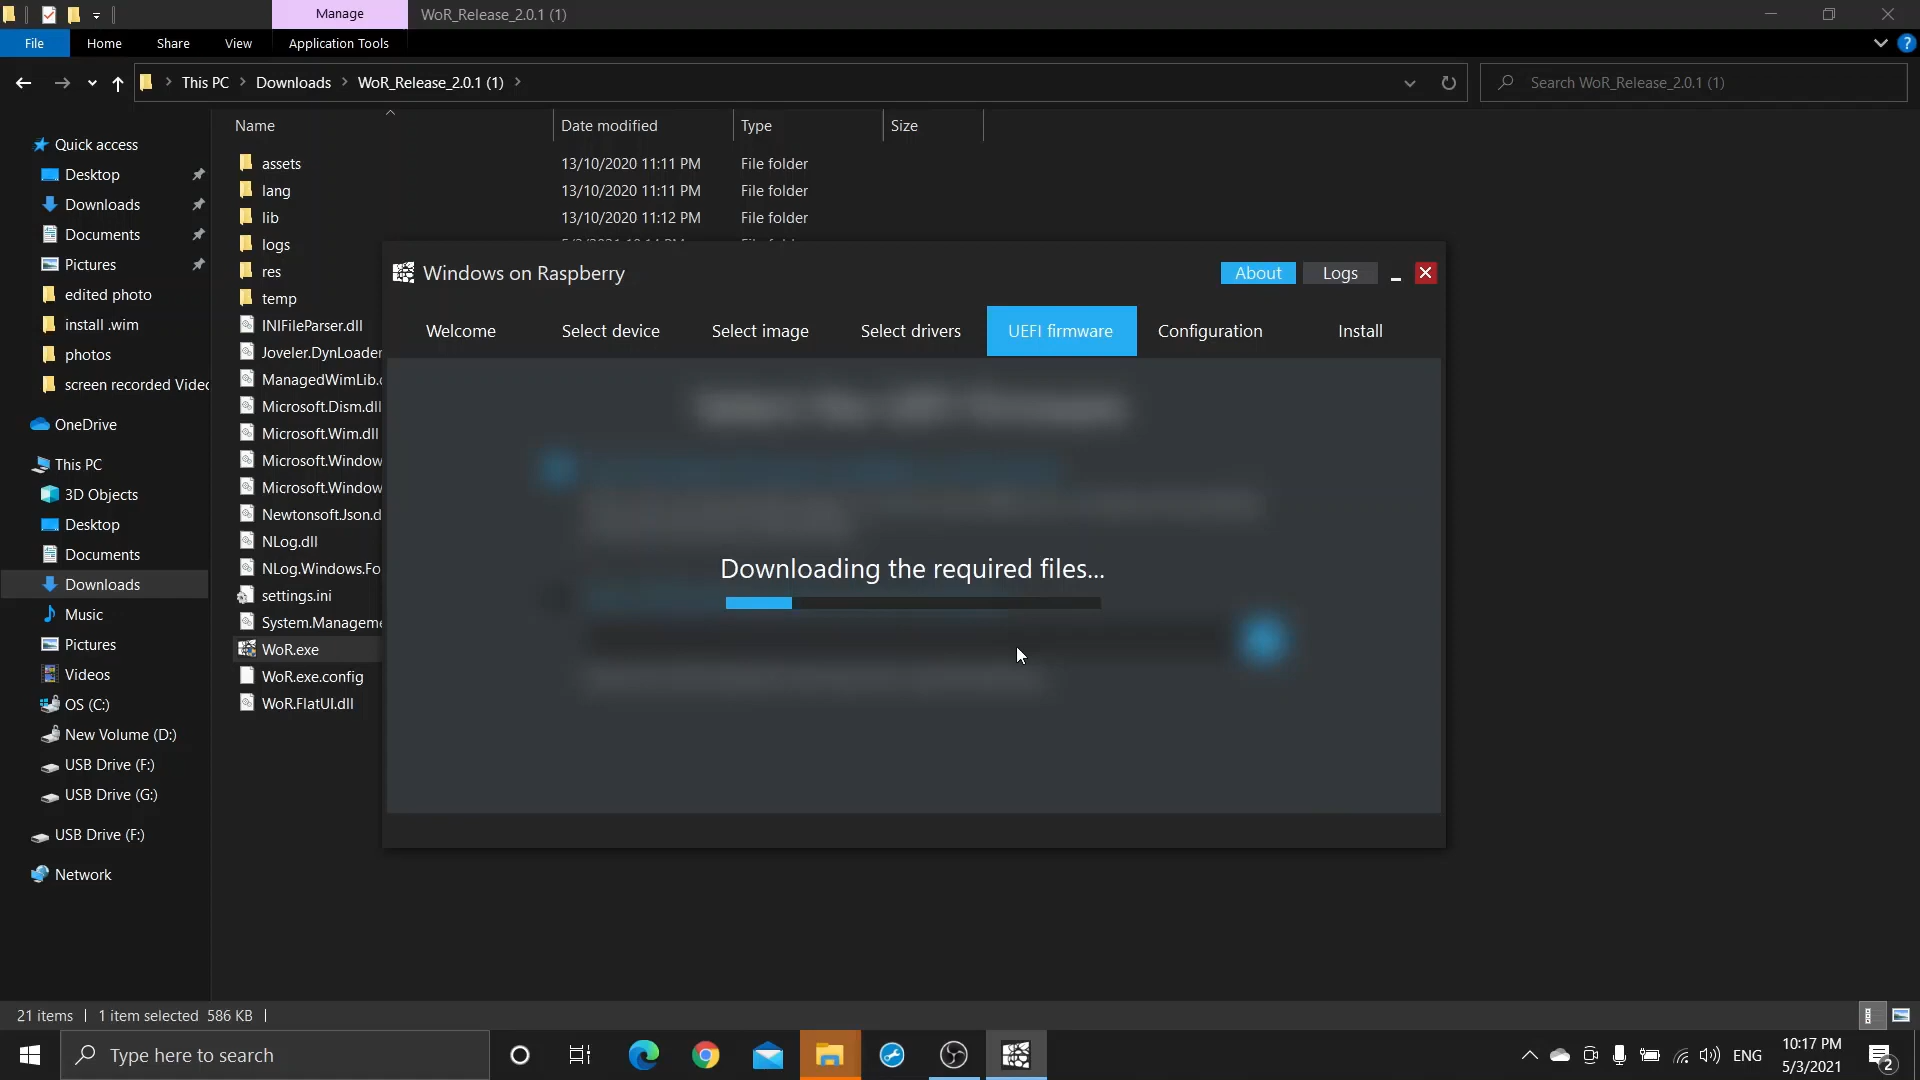 Manage
WoR_Release_2.0.1 (1)
File
Home
Share
View
Application Tools
This PC
Downloads
WoR_Release_2.0.1 (1)
Search WoR_Release_2.0.1 (1)
Name
Date modified
Type
Size
Quick access
Desktop
Downloads
Documents
Pictures
edited photo
install .wim
photos
screen recorded Videc
OneDrive
This PC
3D Objects
Desktop
Documents
Downloads
Music
Pictures
Videos
OS (C:)
New Volume (D:)
USB Drive (F:)
USB Drive (G:)
USB Drive (F:)
Network
assets 13/10/2020 11:11 PM File folder
lang 13/10/2020 11:11 PM File folder
lib 13/10/2020 11:12 PM File folder
logs
res
temp
INIFileParser.dll
Joveler.DynLoader
ManagedWimLib.
Microsoft.Dism.dll
Microsoft.Wim.dll
Microsoft.Window
Microsoft.Window
Newtonsoft.Json.d
NLog.dll
NLog.Windows.Fo
settings.ini
System.Manageme
WoR.exe
WoR.exe.config
WoR.FlatUI.dll
Windows on Raspberry
About
Logs
Welcome
Select device
Select image
Select drivers
UEFI firmware
Configuration
Install
Downloading the required files...
21 items
1 item selected 586 KB
Type here to search
ENG
10:17 PM
5/3/2021
2